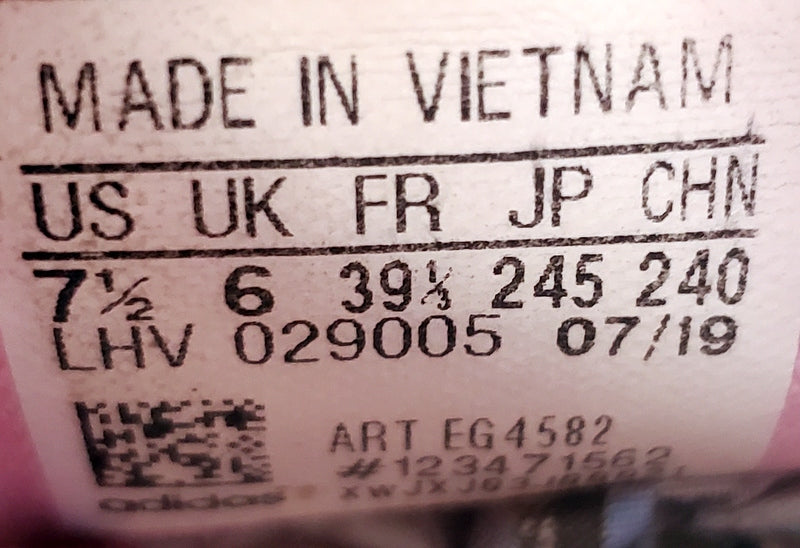 MADE IN VIETNAM
US UK FR JP CHN
7½ 6 39⅓ 245 240
LHV 029005 07/19
ART EG4582
#123471562
adidas